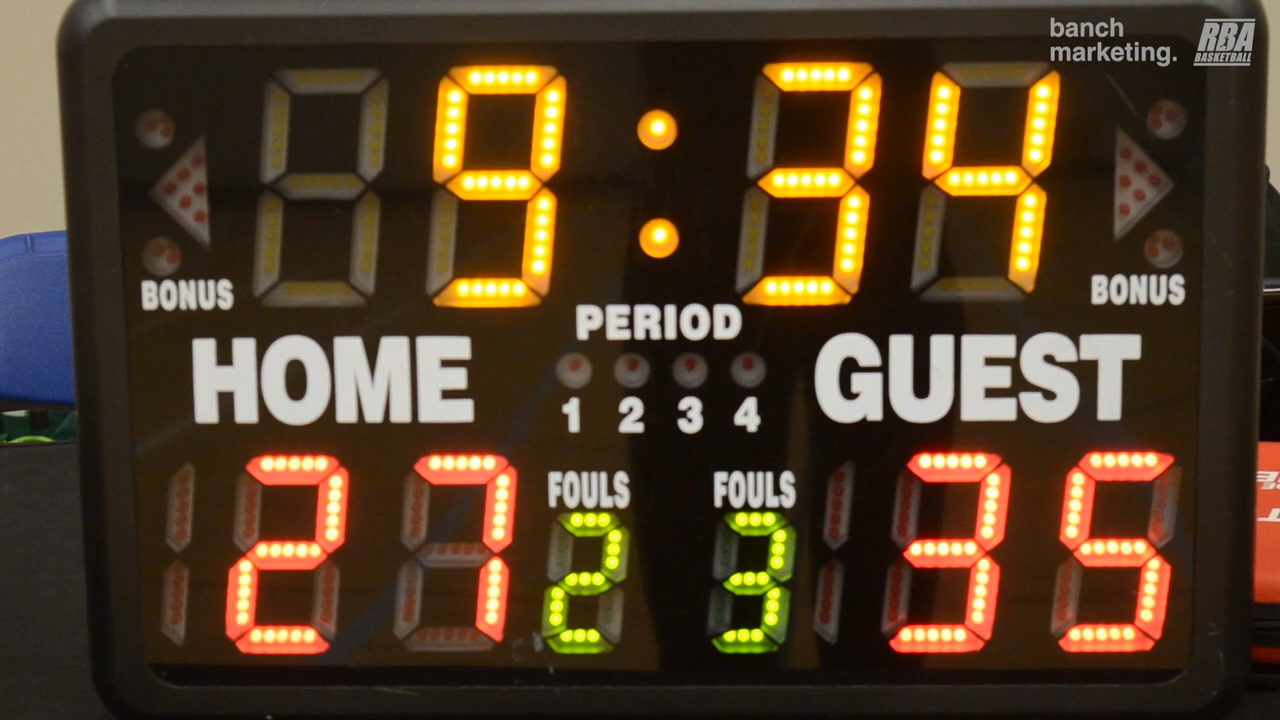 banch
marketing.
RBA
BASKETBALL
9:34
BONUS
BONUS
PERIOD
HOME
GUEST
1 2 3 4
FOULS FOULS
27 2 3 35